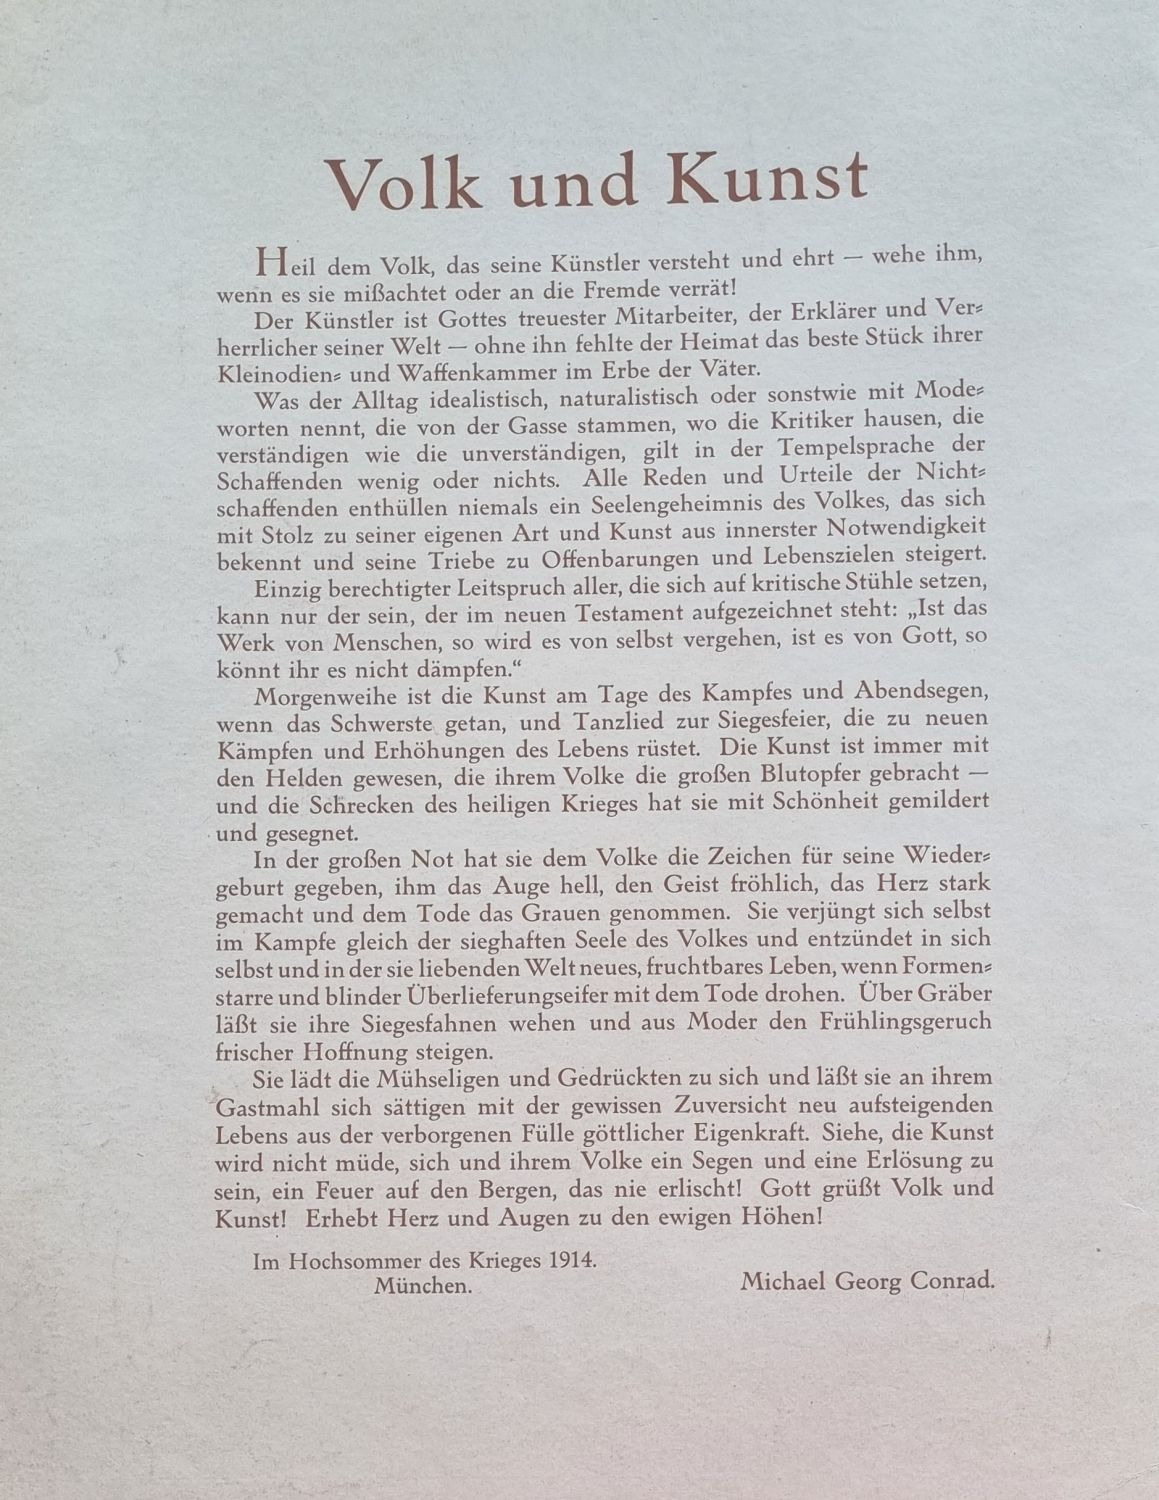 Volk und Kunst
Heil dem Volk, das seine Künstler versteht und ehrt — wehe ihm,
wenn es sie mißachtet oder an die Fremde verrät!
Der Künstler ist Gottes treuester Mitarbeiter, der Erklärer und Ver⸗
herrlicher seiner Welt — ohne ihn fehlte der Heimat das beste Stück ihrer
Kleinodien⸗ und Waffenkammer im Erbe der Väter.
Was der Alltag idealistisch, naturalistisch oder sonstwie mit Mode⸗
worten nennt, die von der Gasse stammen, wo die Kritiker hausen, die
verständigen wie die unverständigen, gilt in der Tempelsprache der
Schaffenden wenig oder nichts. Alle Reden und Urteile der Nicht⸗
schaffenden enthüllen niemals ein Seelengeheimnis des Volkes, das sich
mit Stolz zu seiner eigenen Art und Kunst aus innerster Notwendigkeit
bekennt und seine Triebe zu Offenbarungen und Lebenszielen steigert.
Einzig berechtigter Leitspruch aller, die sich auf kritische Stühle setzen,
kann nur der sein, der im neuen Testament aufgezeichnet steht: „Ist das
Werk von Menschen, so wird es von selbst vergehen, ist es von Gott, so
könnt ihr es nicht dämpfen.“
Morgenweihe ist die Kunst am Tage des Kampfes und Abendsegen,
wenn das Schwerste getan, und Tanzlied zur Siegesfeier, die zu neuen
Kämpfen und Erhöhungen des Lebens rüstet. Die Kunst ist immer mit
den Helden gewesen, die ihrem Volke die großen Blutopfer gebracht —
und die Schrecken des heiligen Krieges hat sie mit Schönheit gemildert
und gesegnet.
In der großen Not hat sie dem Volke die Zeichen für seine Wieder⸗
geburt gegeben, ihm das Auge hell, den Geist fröhlich, das Herz stark
gemacht und dem Tode das Grauen genommen. Sie verjüngt sich selbst
im Kampfe gleich der sieghaften Seele des Volkes und entzündet in sich
selbst und in der sie liebenden Welt neues, fruchtbares Leben, wenn Formen⸗
starre und blinder Überlieferungseifer mit dem Tode drohen. Über Gräber
läßt sie ihre Siegesfahnen wehen und aus Moder den Frühlingsgeruch
frischer Hoffnung steigen.
Sie lädt die Mühseligen und Gedrückten zu sich und läßt sie an ihrem
Gastmahl sich sättigen mit der gewissen Zuversicht neu aufsteigenden
Lebens aus der verborgenen Fülle göttlicher Eigenkraft. Siehe, die Kunst
wird nicht müde, sich und ihrem Volke ein Segen und eine Erlösung zu
sein, ein Feuer auf den Bergen, das nie erlischt! Gott grüßt Volk und
Kunst! Erhebt Herz und Augen zu den ewigen Höhen!
Im Hochsommer des Krieges 1914.
München.
Michael Georg Conrad.